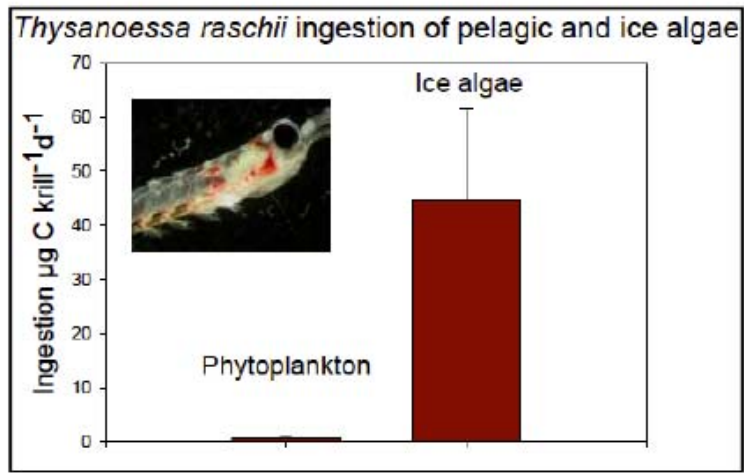 Thysanoessa raschii ingestion of pelagic and ice algae
70
60
50
40
30
20
10
0
Ingestion µg C krill⁻¹d⁻¹
Ice algae
Phytoplankton